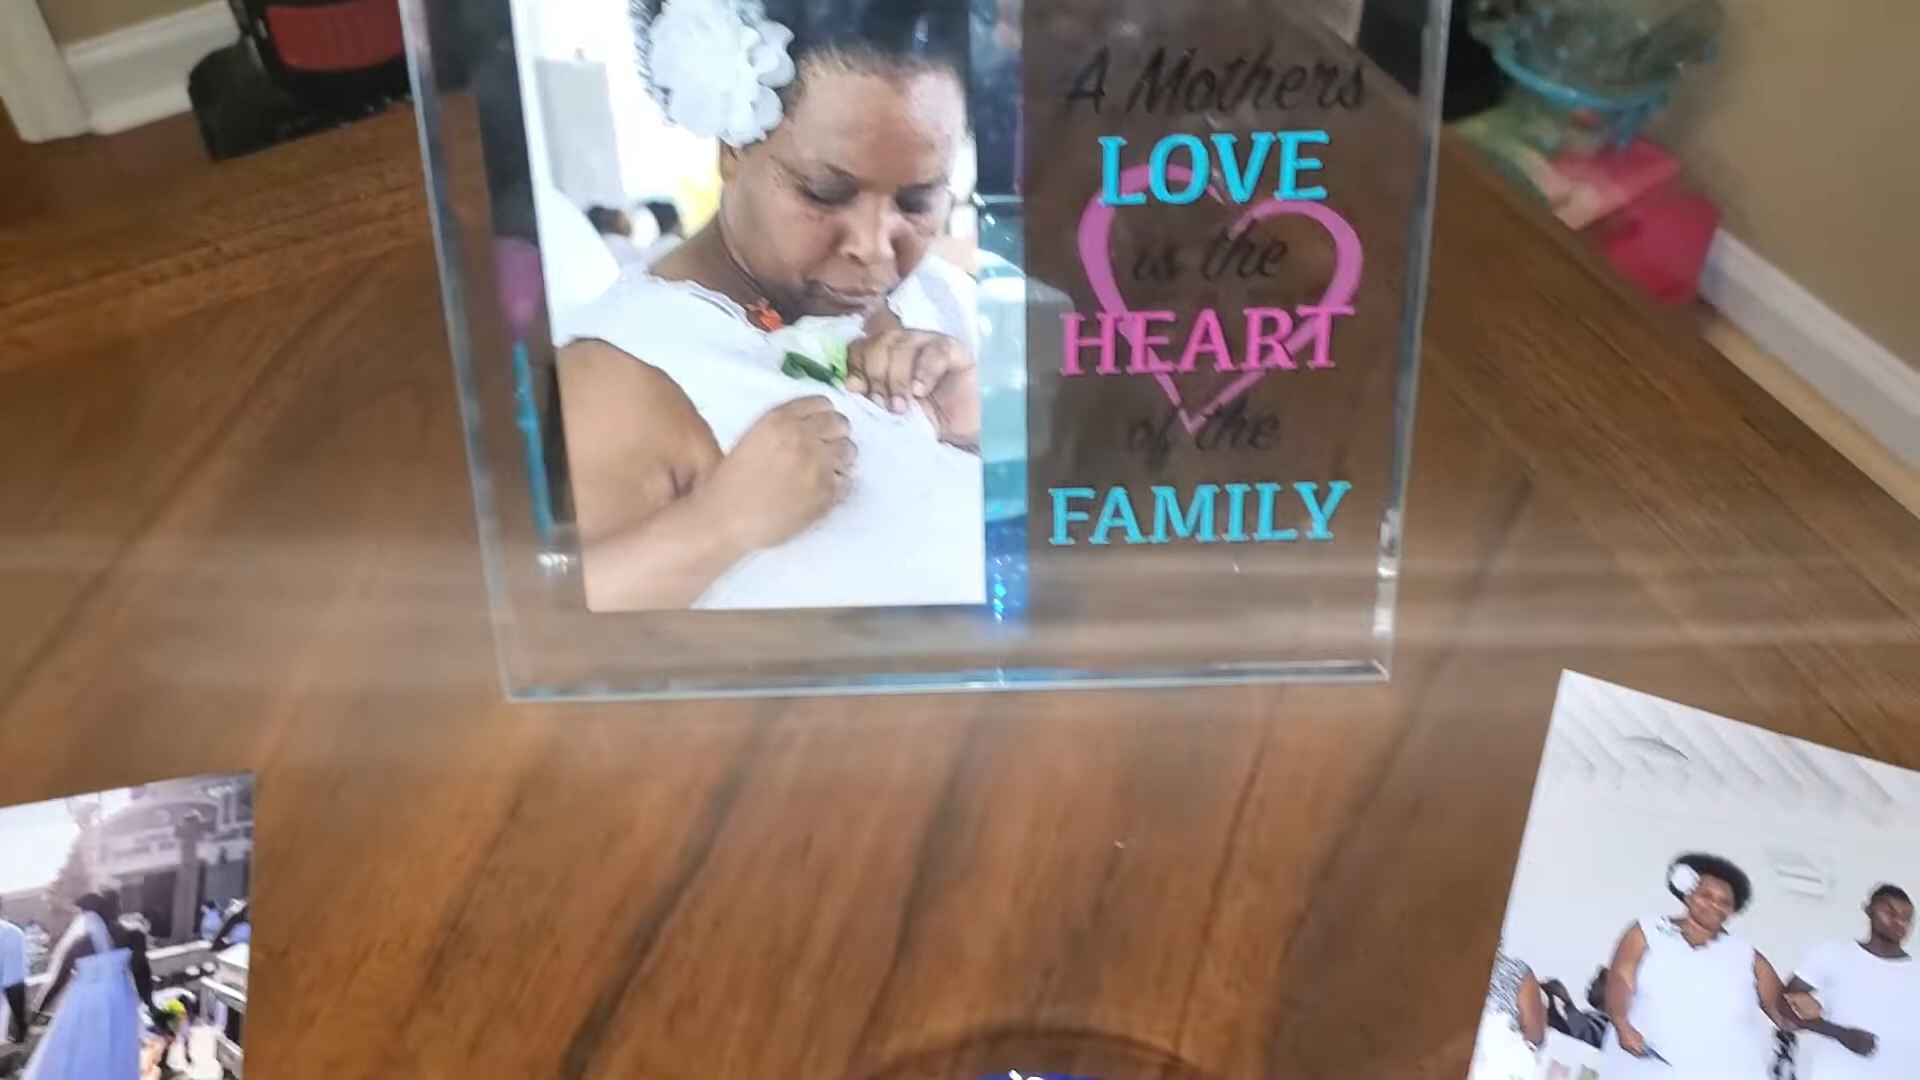 A Mothers
LOVE
is the
HEART
of the
FAMILY